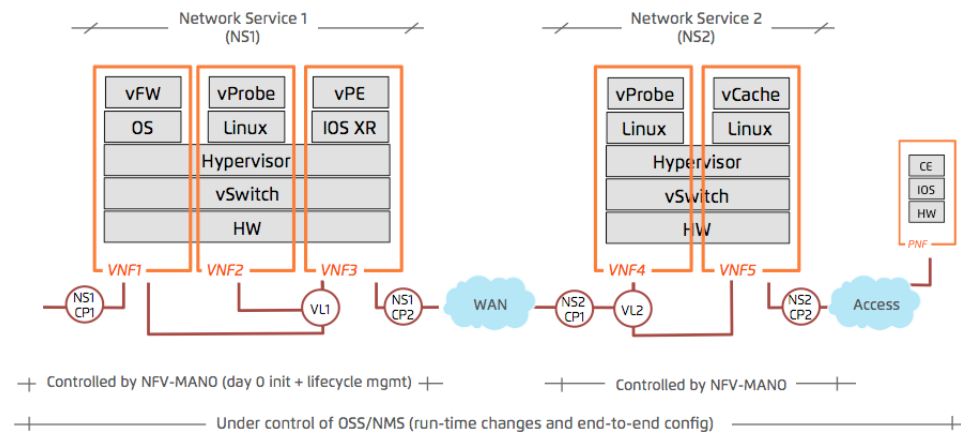 Network Service 1
(NS1)
Network Service 2
(NS2)
vFW
vProbe
vPE
OS
Linux
IOS XR
Hypervisor
vSwitch
HW
VNF1
VNF2
VNF3
vProbe
vCache
Linux
Linux
Hypervisor
vSwitch
HW
VNF4
VNF5
CE
IOS
HW
PNF
NS1
CP1
VL1
NS1
CP2
WAN
NS2
CP1
VL2
NS2
CP2
Access
Controlled by NFV-MANO (day 0 init + lifecycle mgmt)
Controlled by NFV-MANO
Under control of OSS/NMS (run-time changes and end-to-end config)